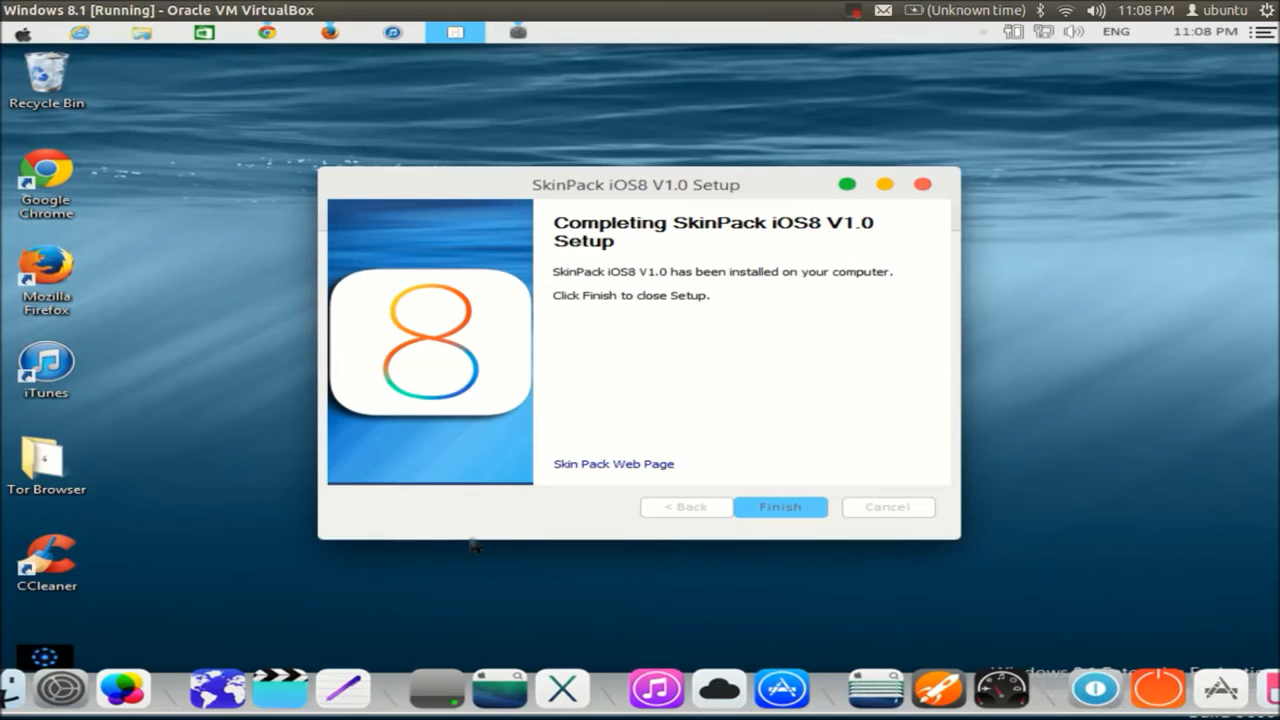 Windows 8.1 [Running] - Oracle VM VirtualBox
(Unknown time)
11:08 PM
ubuntu
ENG
11:08 PM
Recycle Bin
Google
Chrome
Mozilla
Firefox
iTunes
Tor Browser
CCleaner
SkinPack iOS8 V1.0 Setup
Completing SkinPack iOS8 V1.0
Setup
SkinPack iOS8 V1.0 has been installed on your computer.
Click Finish to close Setup.
8
Skin Pack Web Page
< Back
Finish
Cancel